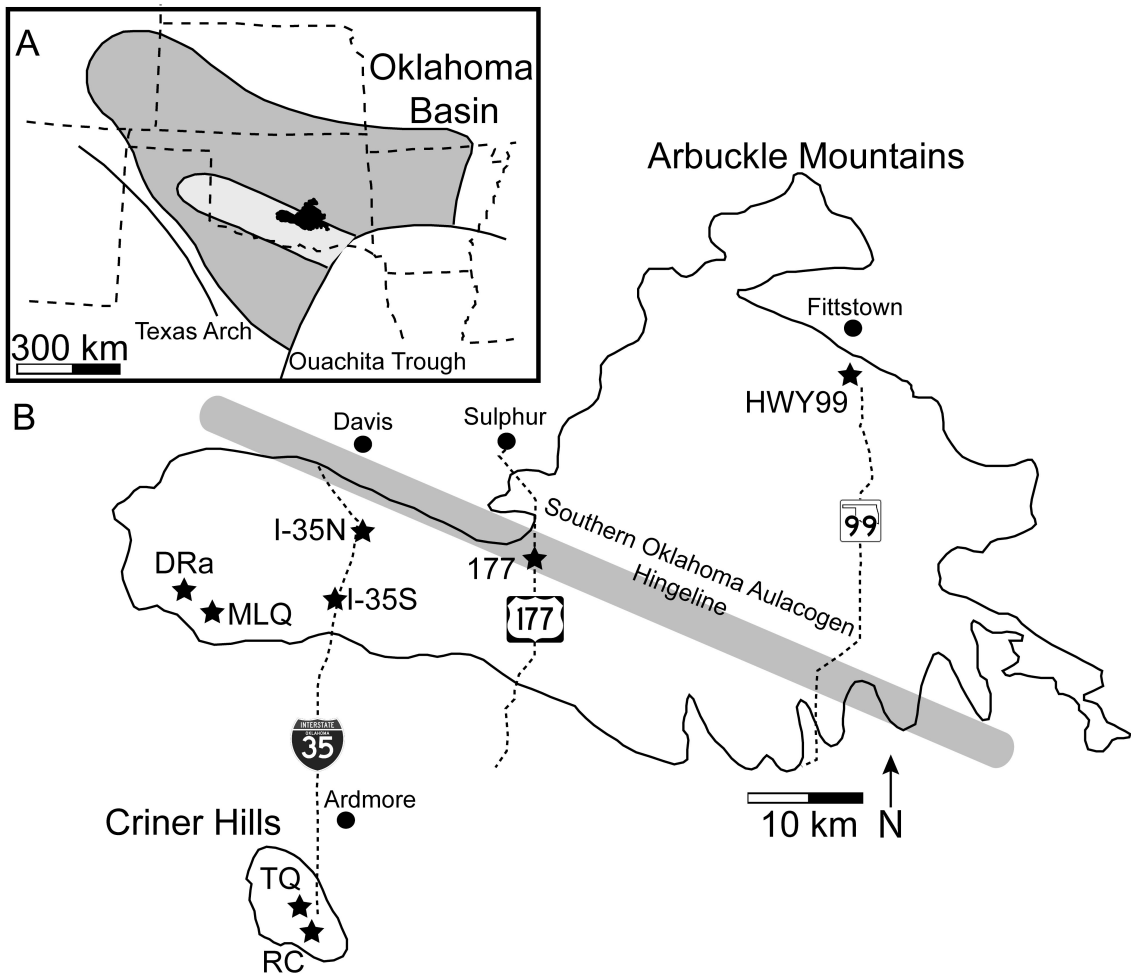 A
Oklahoma
Basin
Texas Arch
300 km
Ouachita Trough
Arbuckle Mountains
Fittstown
HWY99
B
Davis
Sulphur
I-35N
Southern Oklahoma Aulacogen
Hingeline
99
DRa
177
MLQ
I-35S
177
INTERSTATE
OKLAHOMA
35
Ardmore
10 km
N
Criner Hills
TQ
RC